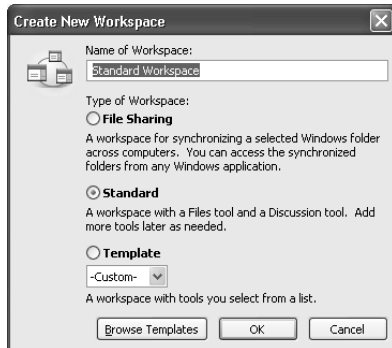 Create New Workspace
Name of Workspace:
Standard Workspace
Type of Workspace:
File Sharing
A workspace for synchronizing a selected Windows folder
across computers. You can access the synchronized
folders from any Windows application.
Standard
A workspace with a Files tool and a Discussion tool. Add
more tools later as needed.
Template
-Custom-
A workspace with tools you select from a list.
Browse Templates OK Cancel